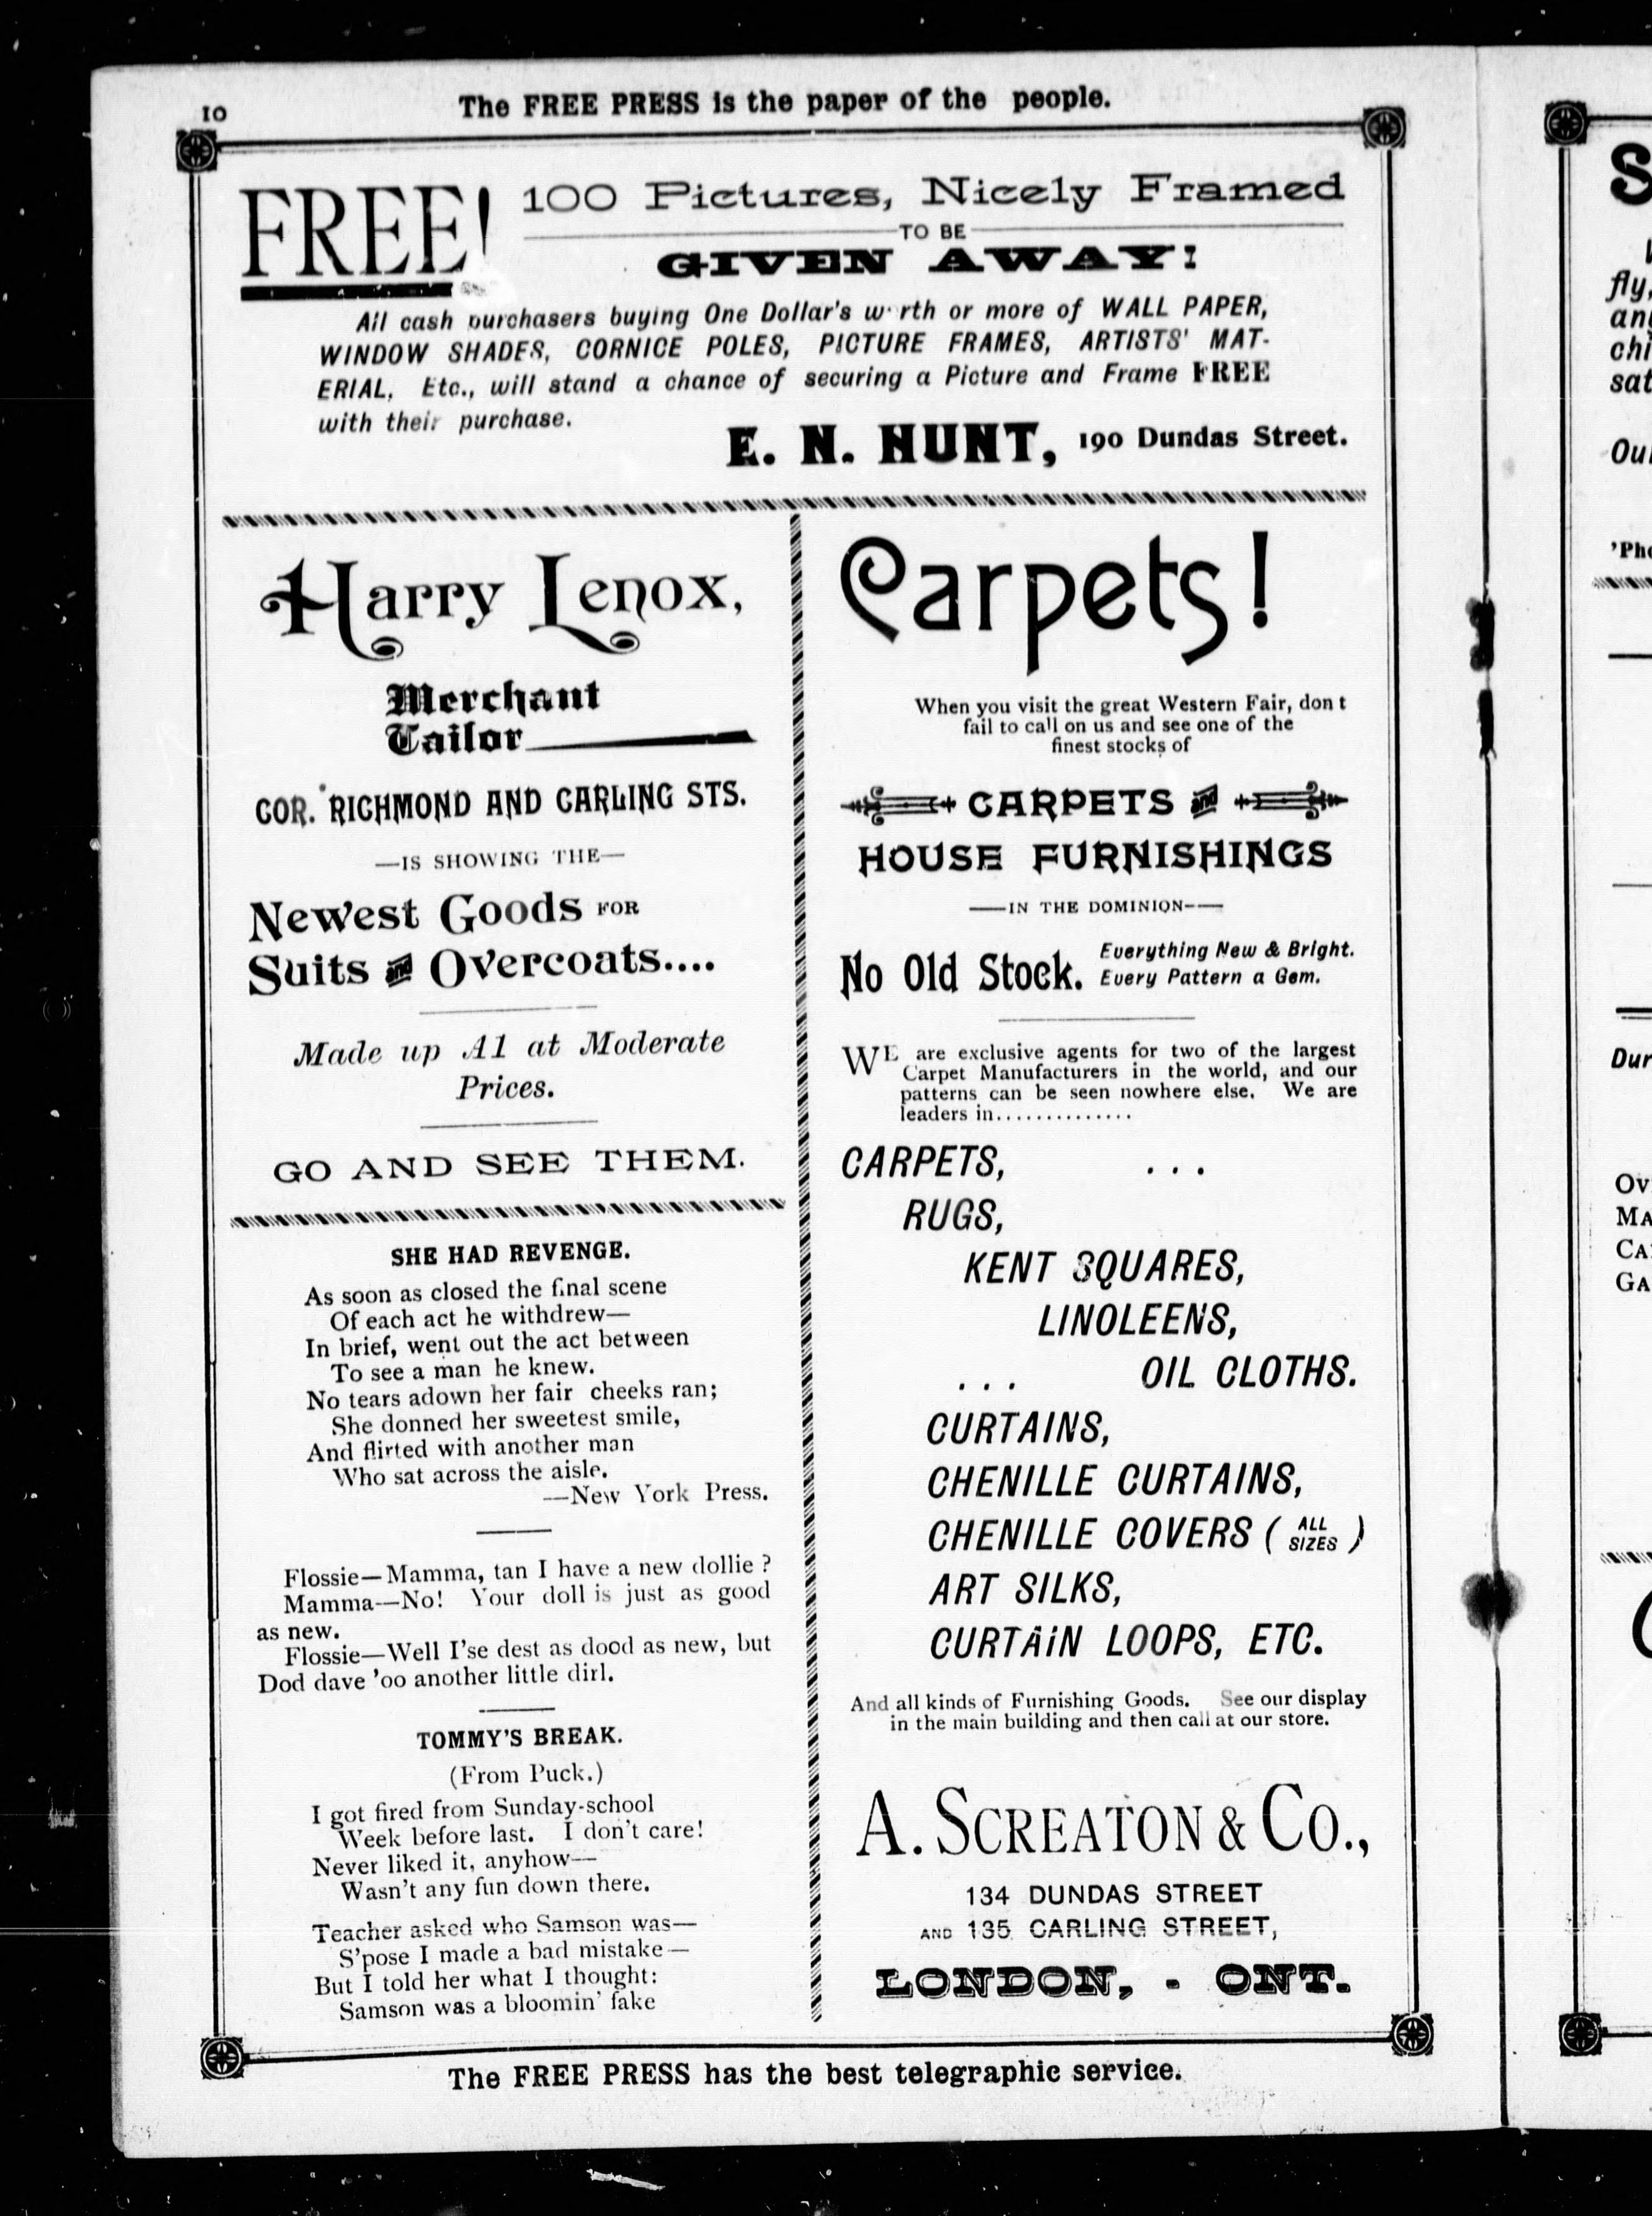 10
The FREE PRESS is the paper of the people.
FREE!
100 Pictures, Nicely Framed
TO BE
GIVEN AWAY!
All cash purchasers buying One Dollar's w rth or more of WALL PAPER,
WINDOW SHADES, CORNICE POLES, PICTURE FRAMES, ARTISTS' MAT-
ERIAL, Etc., will stand a chance of securing a Picture and Frame FREE
with their purchase.
E. N. HUNT, 190 Dundas Street.
Harry Lenox,
Merchant
Tailor
COR. RICHMOND AND CARLING STS.
—IS SHOWING THE—
Newest Goods FOR
Suits and Overcoats....
Made up A1 at Moderate
Prices.
GO AND SEE THEM.
SHE HAD REVENGE.
As soon as closed the final scene
Of each act he withdrew—
In brief, went out the act between
To see a man he knew.
No tears adown her fair cheeks ran;
She donned her sweetest smile,
And flirted with another man
Who sat across the aisle.
—New York Press.
Flossie—Mamma, tan I have a new dollie ?
Mamma—No! Your doll is just as good
as new.
Flossie—Well I'se dest as dood as new, but
Dod dave 'oo another little dirl.
TOMMY'S BREAK.
(From Puck.)
I got fired from Sunday-school
Week before last. I don't care!
Never liked it, anyhow—
Wasn't any fun down there.
Teacher asked who Samson was—
S'pose I made a bad mistake—
But I told her what I thought:
Samson was a bloomin' fake
Carpets!
When you visit the great Western Fair, don t
fail to call on us and see one of the
finest stocks of
CARPETS and
HOUSE FURNISHINGS
—IN THE DOMINION—
No Old Stock. Everything New & Bright.
Every Pattern a Gem.
WE are exclusive agents for two of the largest
Carpet Manufacturers in the world, and our
patterns can be seen nowhere else. We are
leaders in..............
CARPETS, ...
RUGS,
KENT SQUARES,
LINOLEENS,
... OIL CLOTHS.
CURTAINS,
CHENILLE CURTAINS,
CHENILLE COVERS ( ALL SIZES )
ART SILKS,
CURTAiN LOOPS, ETC.
And all kinds of Furnishing Goods. See our display
in the main building and then call at our store.
A. SCREATON & CO.,
134 DUNDAS STREET
AND 135 CARLING STREET,
LONDON, - ONT.
The FREE PRESS has the best telegraphic service.
fly,
sat
'Pho